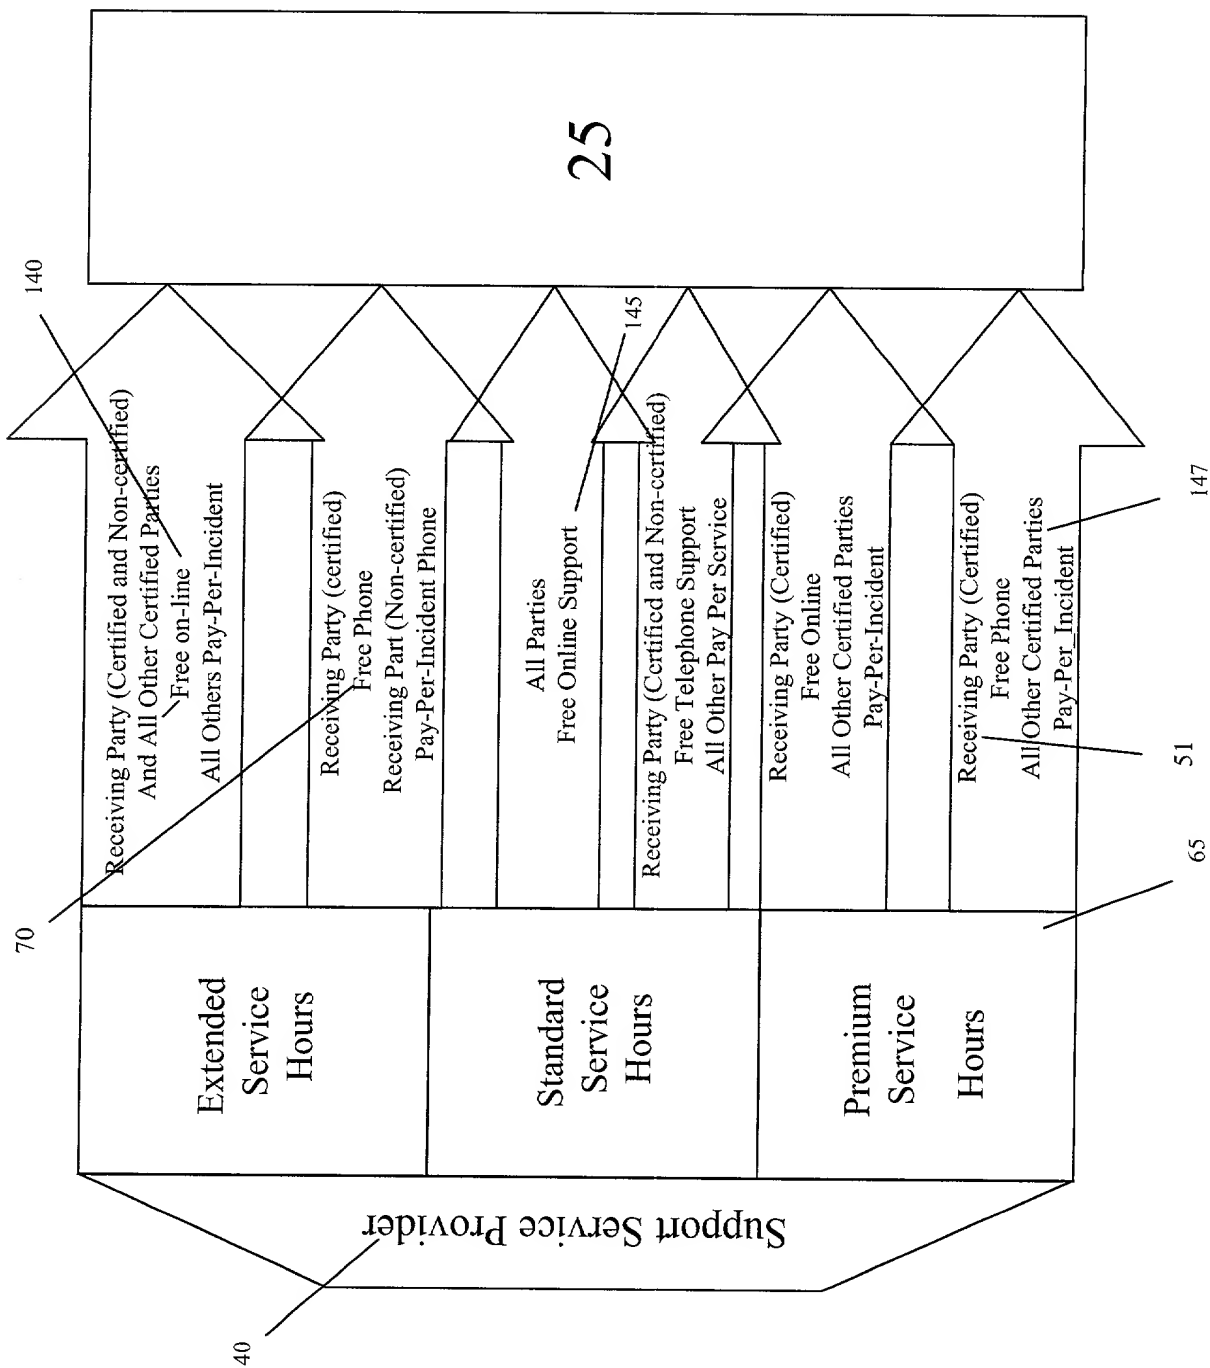 40
Support Service Provider
Extended
Service
Hours
Standard
Service
Hours
Premium
Service
Hours
65
70
Receiving Party (Certified and Non-certified)
And All Other Certified Parties
Free on-line
All Others Pay-Per-Incident
Receiving Party (certified)
Free Phone
Receiving Part (Non-certified)
Pay-Per-Incident Phone
All Parties
Free Online Support
Receiving Party (Certified and Non-certified)
Free Telephone Support
All Other Pay Per Service
Receiving Party (Certified)
Free Online
All Other Certified Parties
Pay-Per-Incident
Receiving Party (Certified)
Free Phone
All Other Certified Parties
Pay-Per_Incident
51
147
140
145
25